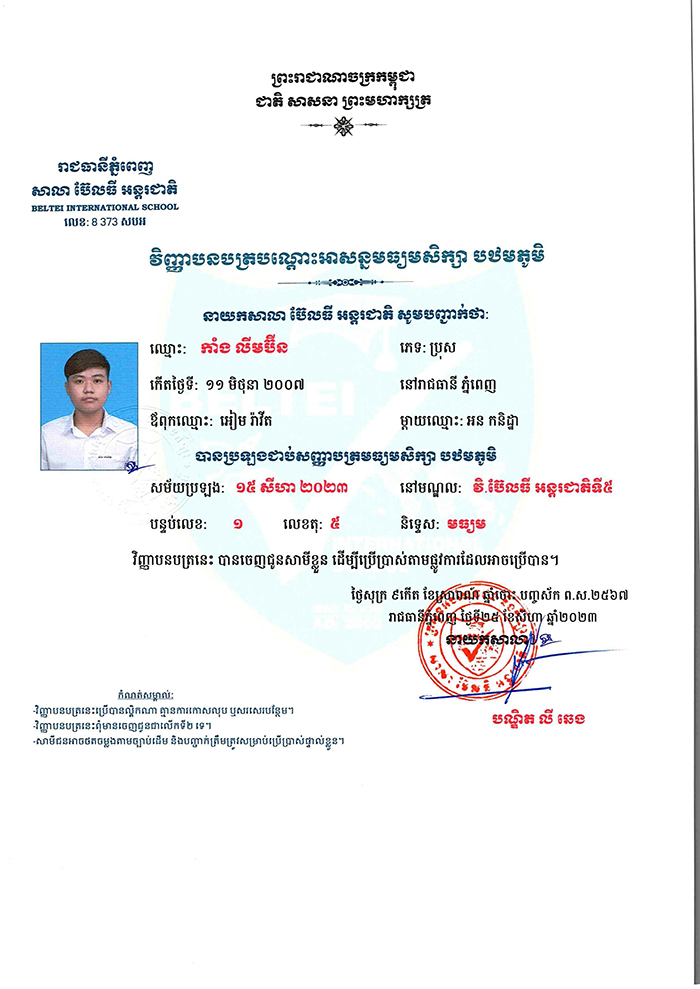 ព្រះរាជាណាចក្រកម្ពុជា
ជាតិ សាសនា ព្រះមហាក្សត្រ
រាជធានីភ្នំពេញ
សាលា ប៊ែលធី អន្តរជាតិ
BELTEI INTERNATIONAL SCHOOL
លេខ: 8 373 សបអ
វិញ្ញាបនបត្របណ្ដោះអាសន្នមធ្យមសិក្សា បឋមភូមិ
នាយកសាលា ប៊ែលធី អន្តរជាតិ សូមបញ្ជាក់ថា:
ឈ្មោះ: កាំង លីមប៊ីន ភេទ: ប្រុស
កើតថ្ងៃទី: ១១ មិថុនា ២០០៧ នៅរាជធានី ភ្នំពេញ
ឪពុកឈ្មោះ: អៀម រ៉ាវីត ម្ដាយឈ្មោះ: អន កនិដ្ឋា
បានប្រឡងជាប់សញ្ញាបត្រមធ្យមសិក្សា បឋមភូមិ
សម័យប្រឡង: ១៥ សីហា ២០២៣ នៅមណ្ឌល: វិ.ប៊ែលធី អន្តរជាតិទី៥
បន្ទប់លេខ: ១ លេខតុ: ៥ និទ្ទេស: មធ្យម
វិញ្ញាបនបត្រនេះ បានចេញជូនសាមីខ្លួន ដើម្បីប្រើប្រាស់តាមផ្លូវការដែលអាចប្រើបាន។
ថ្ងៃសុក្រ ៩កើត ខែស្រាពណ៍ ឆ្នាំថោះ បញ្ចស័ក ព.ស.២៥៦៧
រាជធានីភ្នំពេញ ថ្ងៃទី២៥ ខែសីហា ឆ្នាំ២០២៣
នាយកសាលា
បណ្ឌិត លី ឆេង
កំណត់សម្គាល់:
-វិញ្ញាបនបត្រនេះប្រើបានល្អិកណា គ្មានការកោសលុប ឬសរសេរបន្ថែម។
-វិញ្ញាបនបត្រនេះពុំមានចេញជូនជាលើកទី២ ទេ។
-សាមីជនអាចថតចម្លងតាមច្បាប់ដើម និងបញ្ជាក់ត្រឹមត្រូវសម្រាប់ប្រើប្រាស់ផ្ទាល់ខ្លួន។